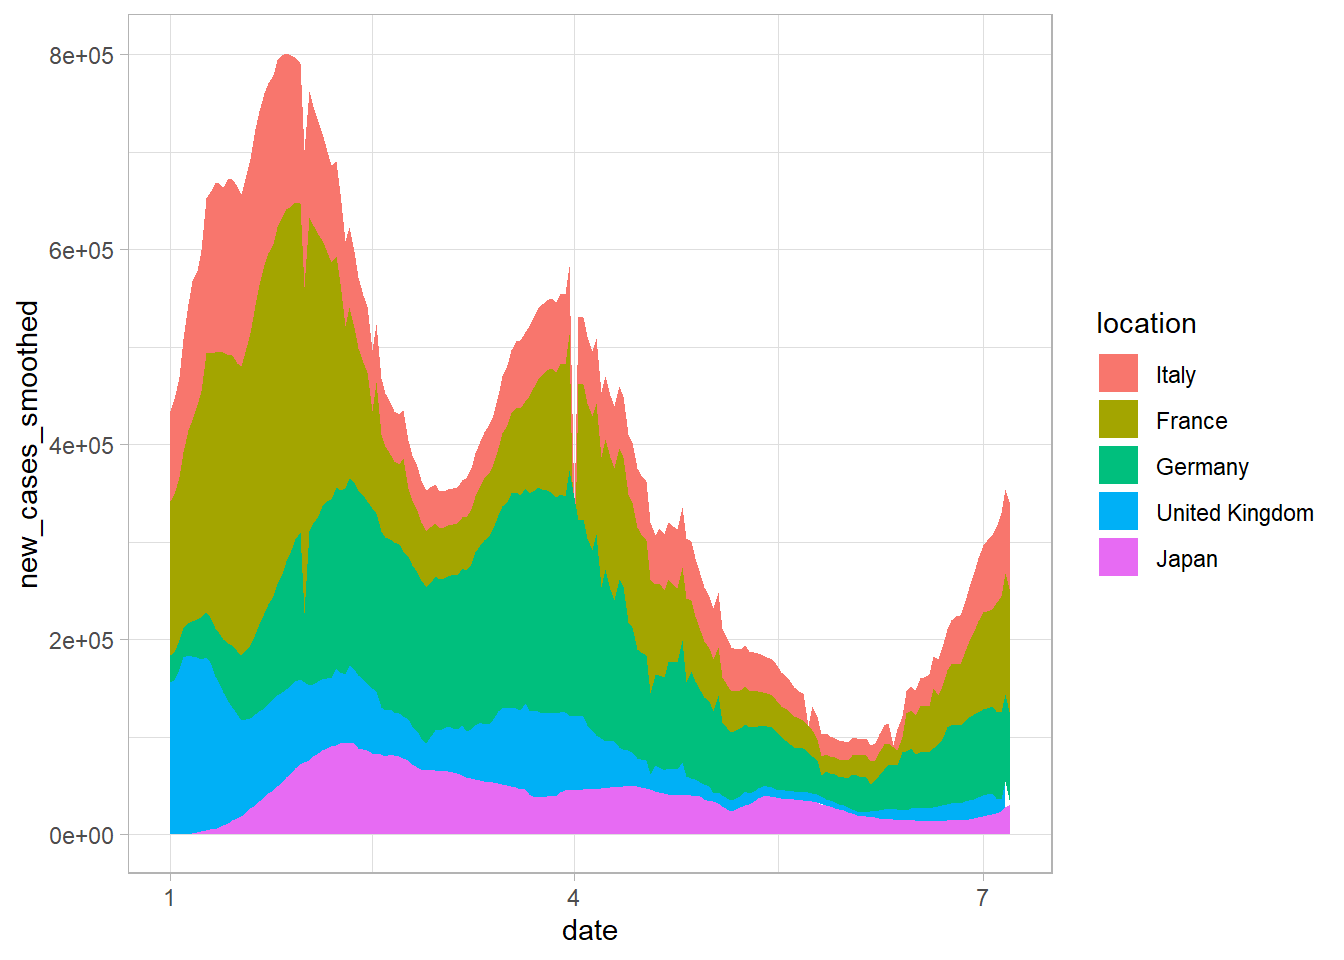 8e+05
6e+05
4e+05
2e+05
0e+00
new_cases_smoothed
1
4
7
date
location
Italy
France
Germany
United Kingdom
Japan